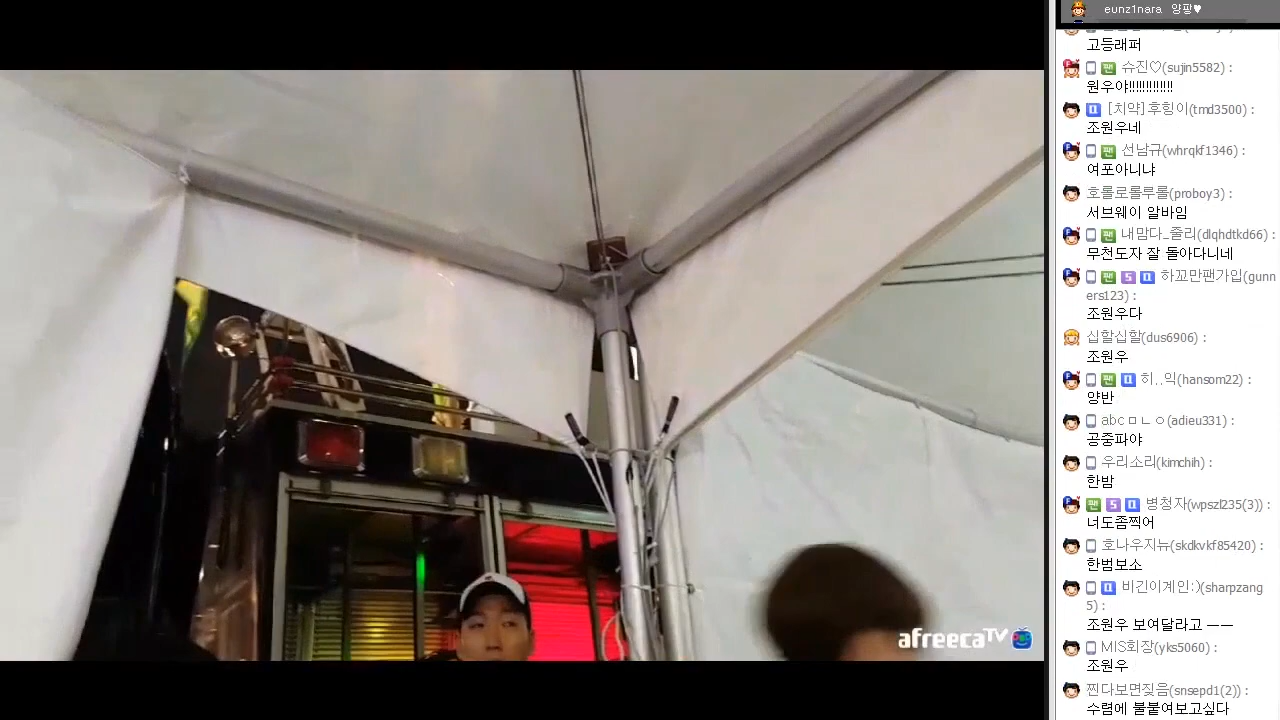 eunz1nara 양팡♥
고등래퍼
슈진♡(sujin5582) :
원우야!!!!!!!!!!!!
[치약]후힝이(tmd3500) :
조원우네
선남규(whrqkf1346) :
여포아니냐
호롤로롤루롤(proboy3) :
서브웨이 알바임
내맘다_졸리(dlqhdtkd66) :
무천도자 잘 돌아다니네
하꼬만팬가입(gunn
ers123) :
조원우다
십할십할(dus6906) :
조원우
히,,익(hansom22) :
양반
abcㅁㄴㅇ(adieu331) :
공중파야
우리소리(kimchih) :
한밤
병청자(wpszl235(3)) :
너도좀찍어
호나우지뉴(skdkvkf85420) :
한범보소
비긴이계인:)(sharpzang
5) :
조원우 보여달라고 ㅡㅡ
MIS회장(yks5060) :
조원우
찐다보면짖음(snsepd1(2)) :
수렴에 불붙여보고싶다
afreecaTV